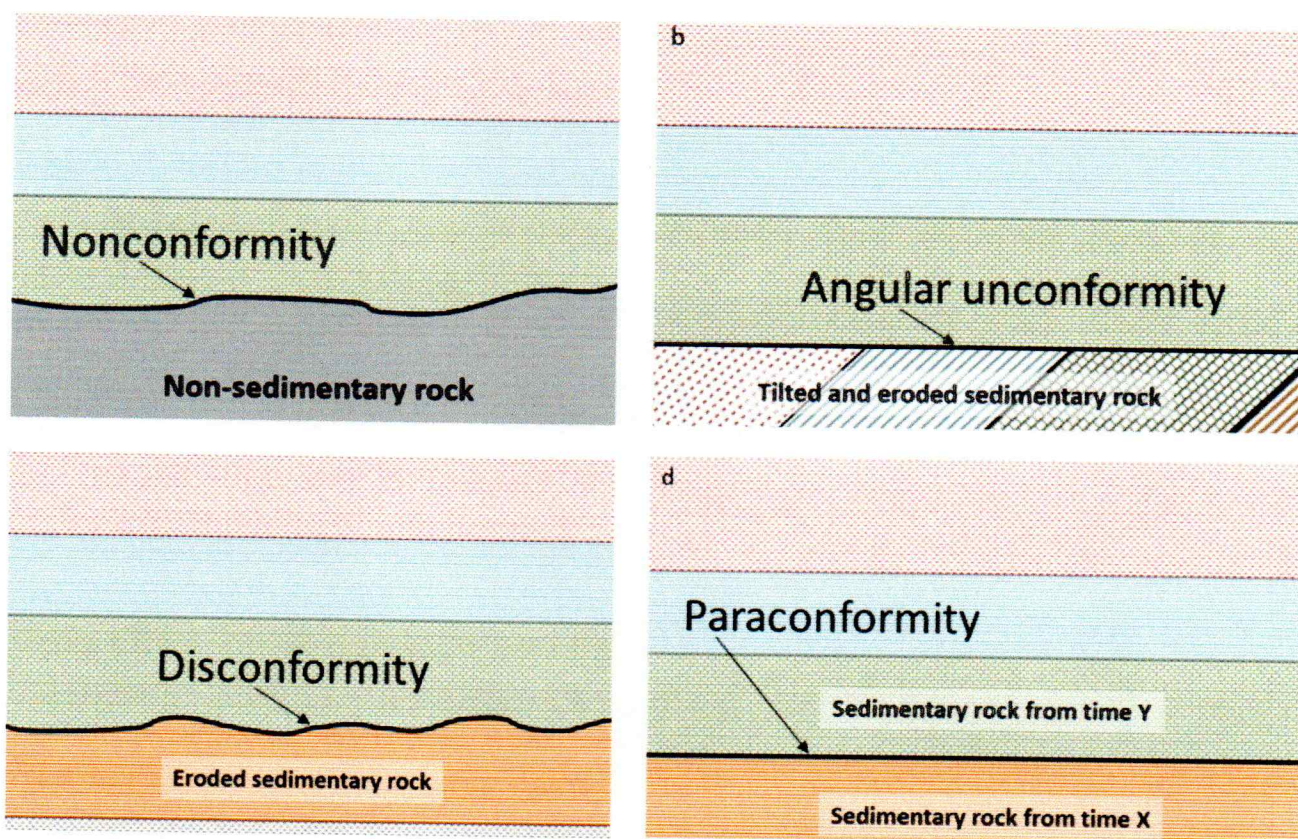 Nonconformity
Non-sedimentary rock
b
Angular unconformity
Tilted and eroded sedimentary rock
Disconformity
Eroded sedimentary rock
d
Paraconformity
Sedimentary rock from time Y
Sedimentary rock from time X